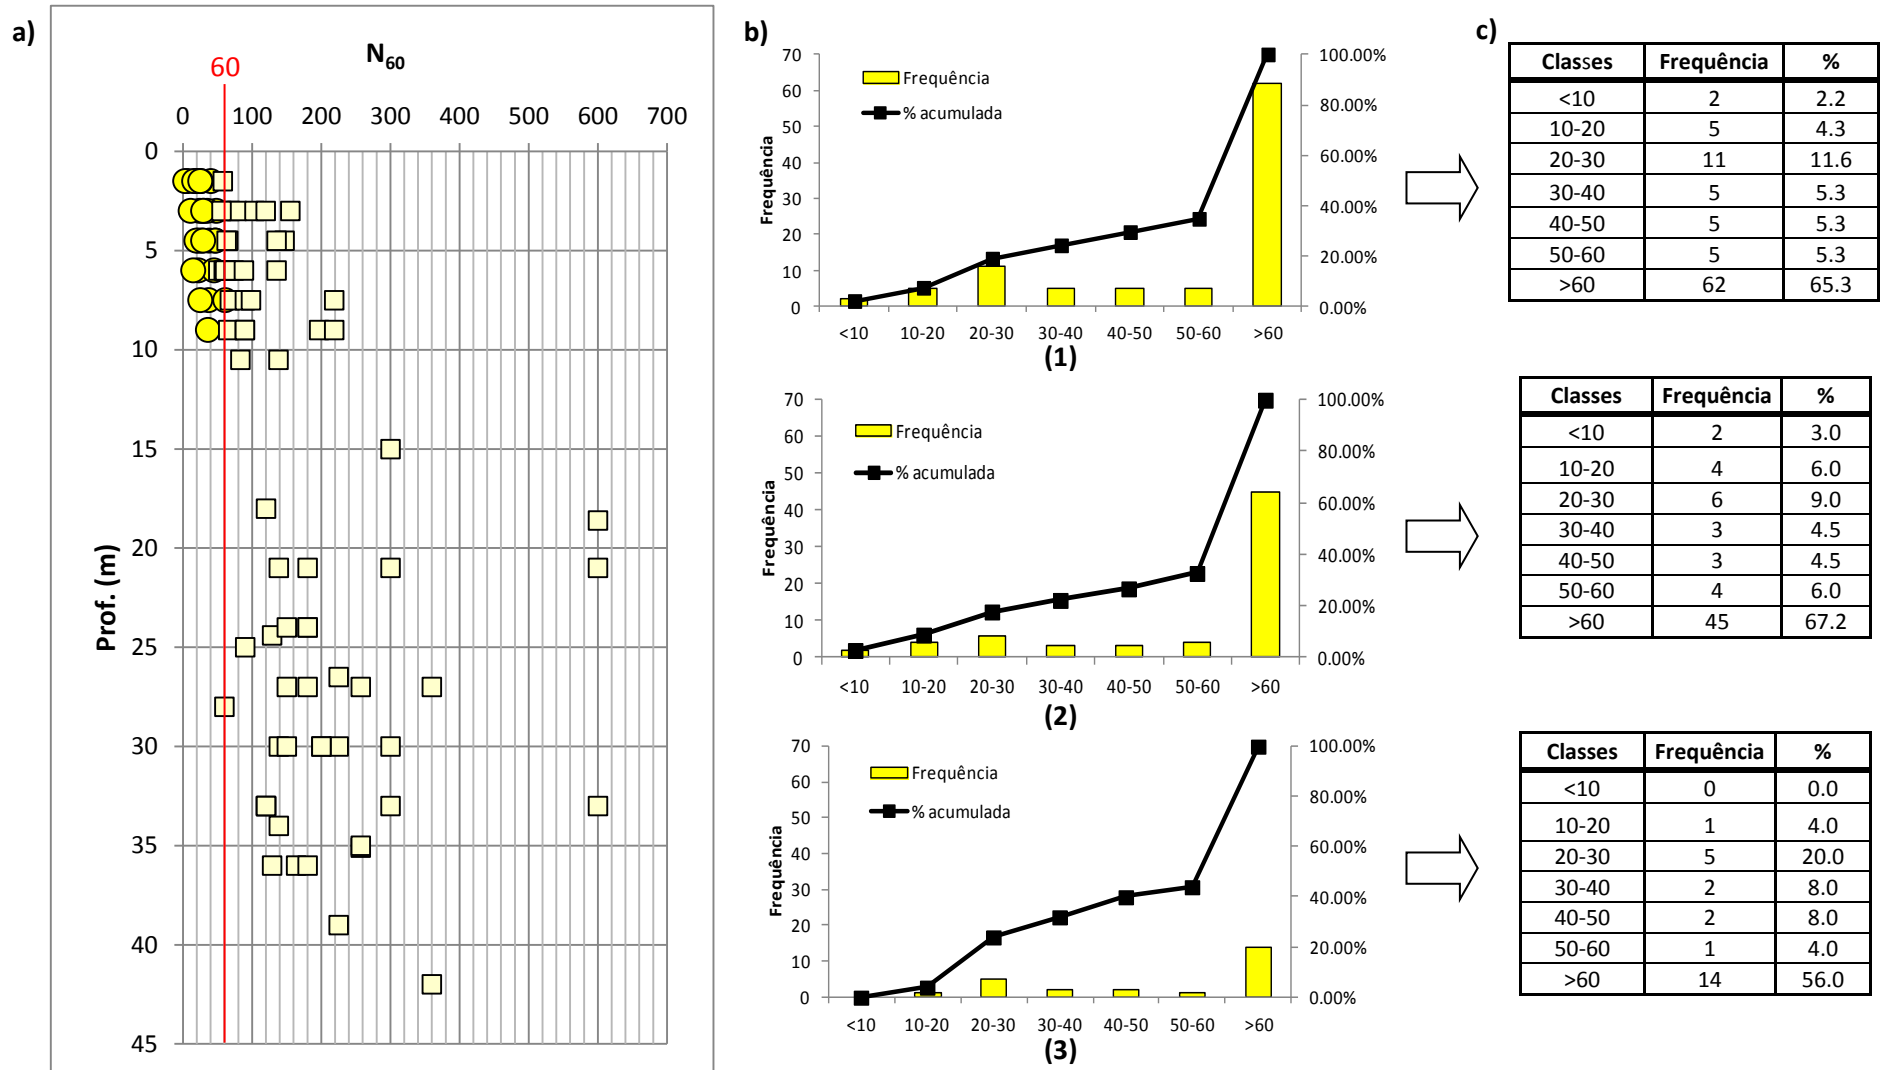 a)
N60
60
0 100 200 300 400 500 600 700
0
5
10
15
20
25
30
35
40
45
Prof. (m)
b)
70
60
50
40
30
20
10
0
Frequência
Frequência
% acumulada
100.00%
80.00%
60.00%
40.00%
20.00%
0.00%
<10 10-20 20-30 30-40 40-50 50-60 >60
(1)
70
60
50
40
30
20
10
0
Frequência
Frequência
% acumulada
100.00%
80.00%
60.00%
40.00%
20.00%
0.00%
<10 10-20 20-30 30-40 40-50 50-60 >60
(2)
70
60
50
40
30
20
10
0
Frequência
Frequência
% acumulada
100.00%
80.00%
60.00%
40.00%
20.00%
0.00%
<10 10-20 20-30 30-40 40-50 50-60 >60
(3)
c)
Classes Frequência %
<10 2 2.2
10-20 5 4.3
20-30 11 11.6
30-40 5 5.3
40-50 5 5.3
50-60 5 5.3
>60 62 65.3
Classes Frequência %
<10 2 3.0
10-20 4 6.0
20-30 6 9.0
30-40 3 4.5
40-50 3 4.5
50-60 4 6.0
>60 45 67.2
Classes Frequência %
<10 0 0.0
10-20 1 4.0
20-30 5 20.0
30-40 2 8.0
40-50 2 8.0
50-60 1 4.0
>60 14 56.0